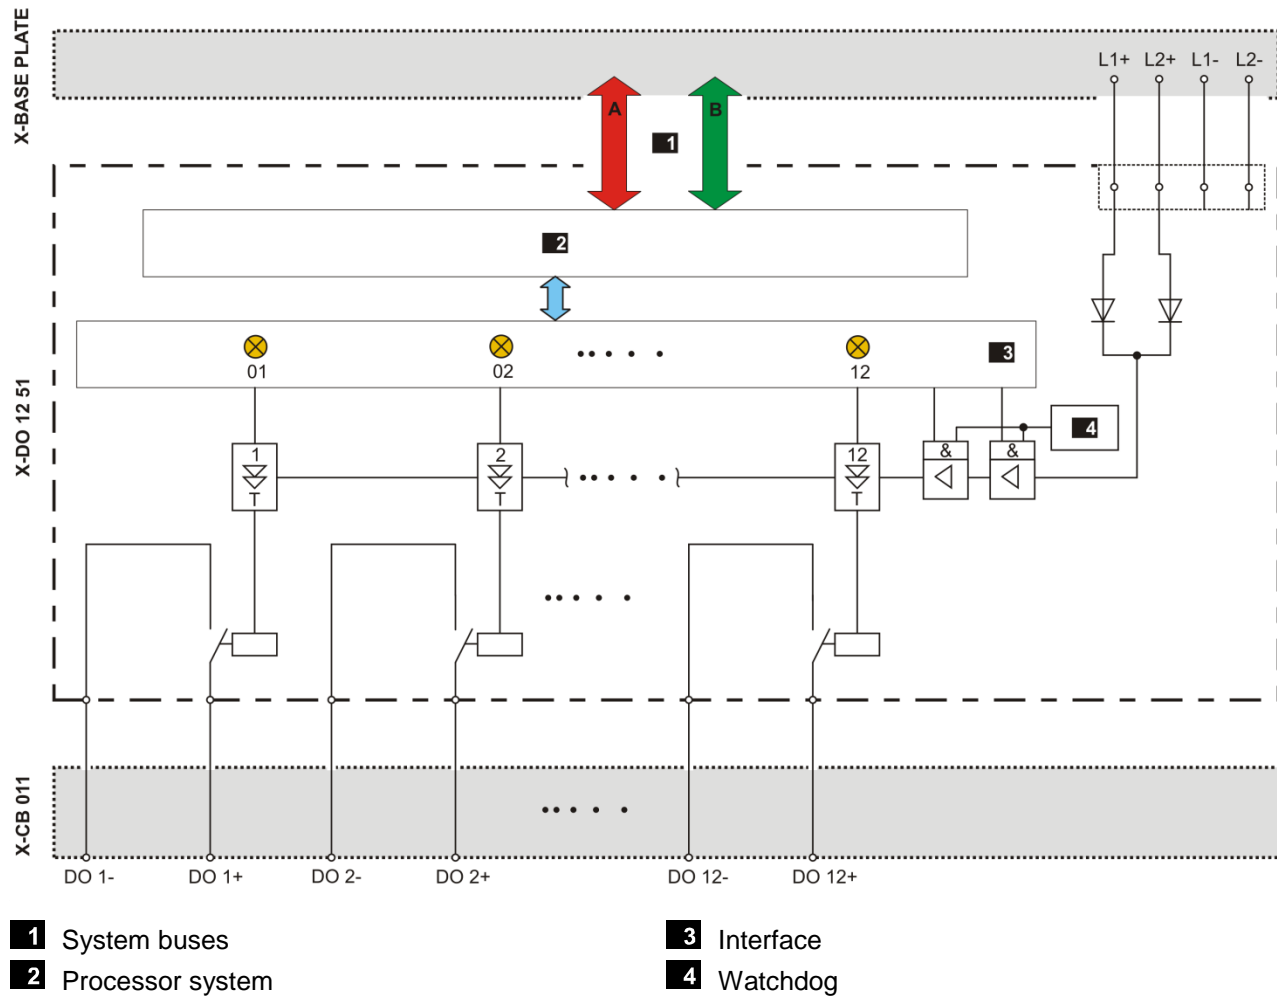 X-BASE PLATE
L1+ L2+ L1- L2-
A B
1
2
X-DO 12 51
01 02 12
3
4
1 2 12 & &
T T T
X-CB 011
DO 1- DO 1+ DO 2- DO 2+ DO 12- DO 12+
1 System buses
3 Interface
2 Processor system
4 Watchdog